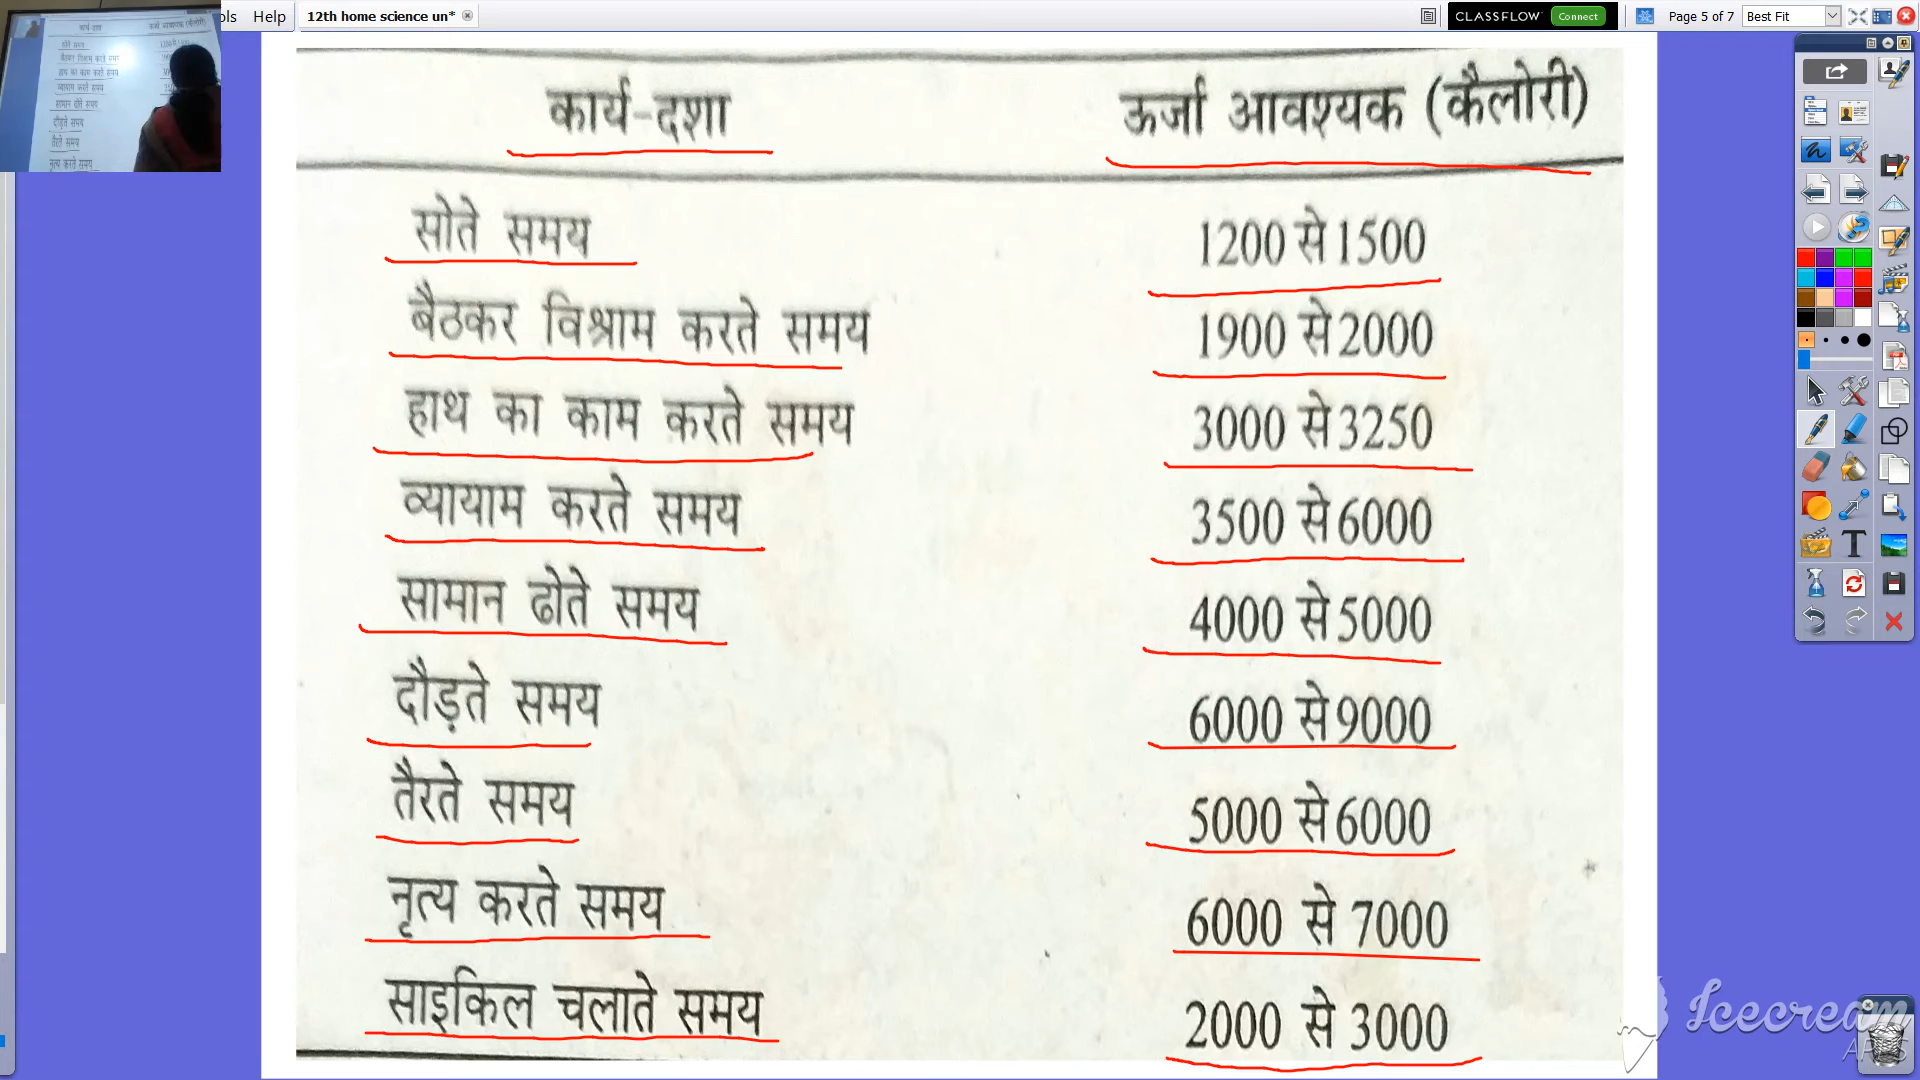 ols Help 12th home science un*
CLASSFLOW Connect Page 5 of 7 Best Fit
कार्य-दशा ऊर्जा आवश्यक (कैलोरी)
सोते समय 1200 से 1500
बैठकर विश्राम करते समय 1900 से 2000
हाथ का काम करते समय 3000 से 3250
व्यायाम करते समय 3500 से 6000
सामान ढोते समय 4000 से 5000
दौड़ते समय 6000 से 9000
तैरते समय 5000 से 6000
नृत्य करते समय 6000 से 7000
साइकिल चलाते समय 2000 से 3000
Icecream
APPS